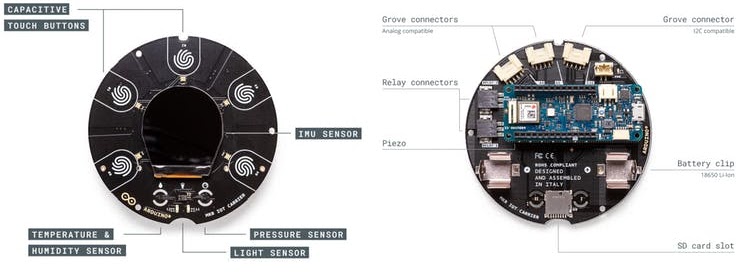 CAPACITIVE
TOUCH BUTTONS
IMU SENSOR
TEMPERATURE &
HUMIDITY SENSOR
PRESSURE SENSOR
LIGHT SENSOR
ARDUINO®
MKR IOT CARRIER
Grove connectors
Analog compatible
Grove connector
I2C compatible
Relay connectors
Piezo
Battery clip
18650 Li-Ion
SD card slot
FC CE
ROHS COMPLIANT
DESIGNED
AND ASSEMBLED
IN ITALY
ARDUINO®
MKR IOT CARRIER